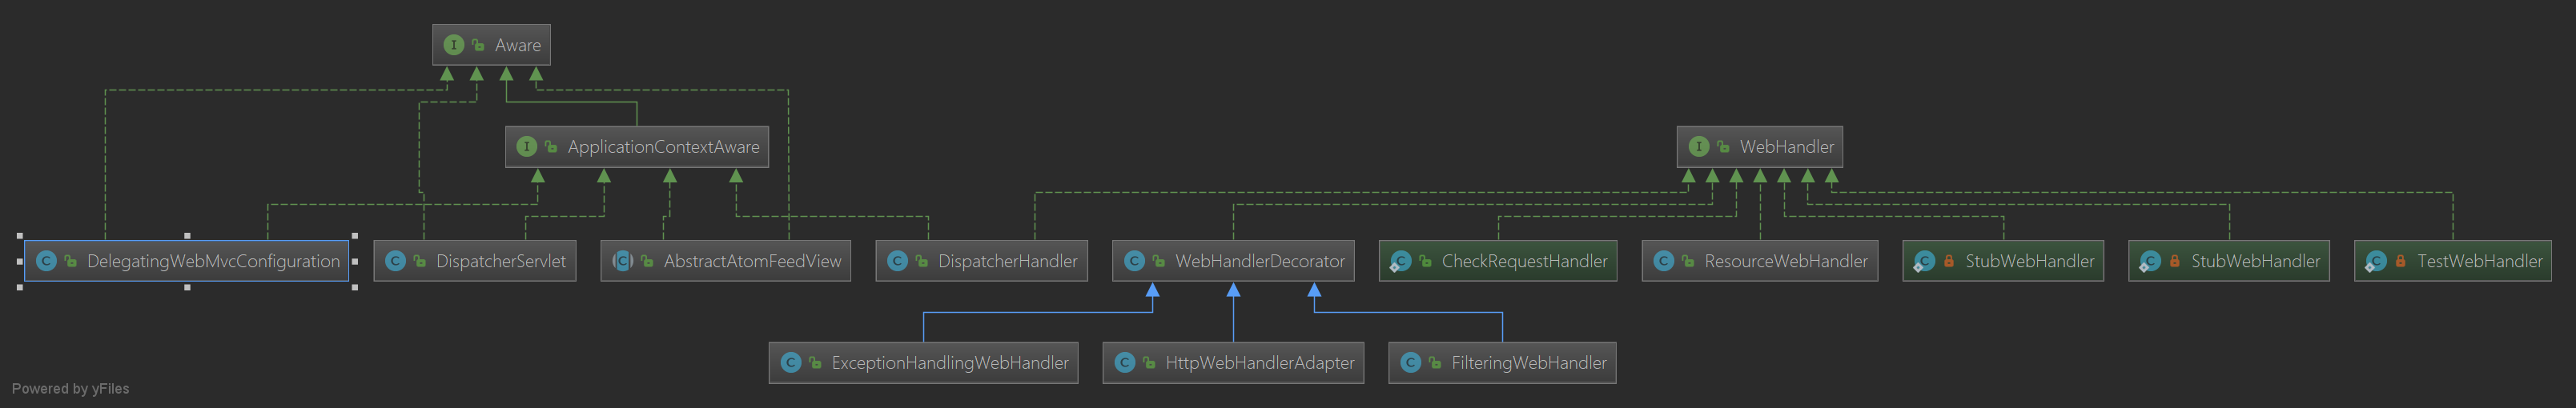 Aware
ApplicationContextAware
WebHandler
DelegatingWebMvcConfiguration
DispatcherServlet
AbstractAtomFeedView
DispatcherHandler
WebHandlerDecorator
CheckRequestHandler
ResourceWebHandler
StubWebHandler
StubWebHandler
TestWebHandler
ExceptionHandlingWebHandler
HttpWebHandlerAdapter
FilteringWebHandler
Powered by yFiles